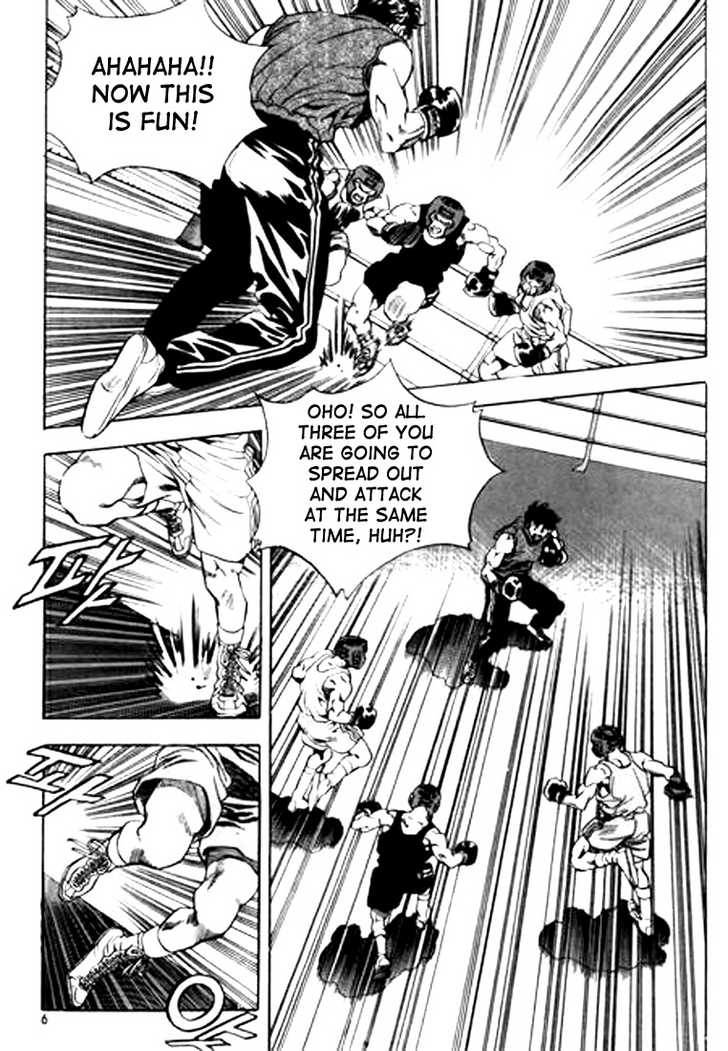 AHAHAHA!!
NOW THIS
IS FUN!
OHO! SO ALL
THREE OF YOU
ARE GOING TO
SPREAD OUT
AND ATTACK
AT THE SAME
TIME, HUH?!
6